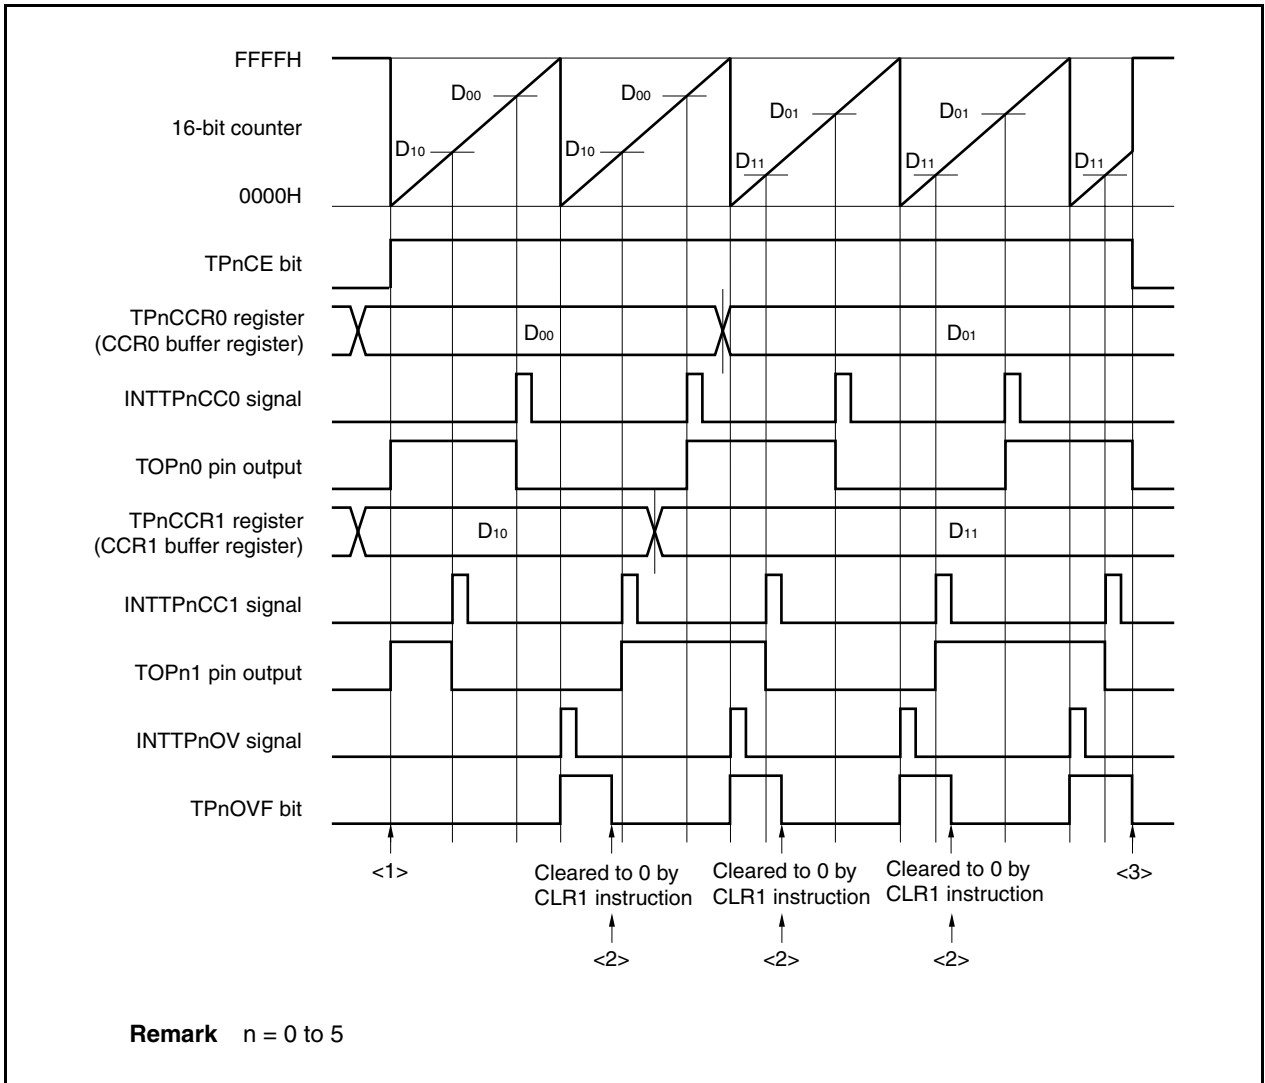 FFFFH
D00
D00
D01
D01
16-bit counter
D10
D10
D11
D11
D11
0000H
TPnCE bit
TPnCCR0 register
(CCR0 buffer register)
D00
D01
INTTPnCC0 signal
TOPn0 pin output
TPnCCR1 register
(CCR1 buffer register)
D10
D11
INTTPnCC1 signal
TOPn1 pin output
INTTPnOV signal
TPnOVF bit
<1>
Cleared to 0 by
CLR1 instruction
Cleared to 0 by
CLR1 instruction
Cleared to 0 by
CLR1 instruction
<3>
<2>
<2>
<2>
Remark n = 0 to 5